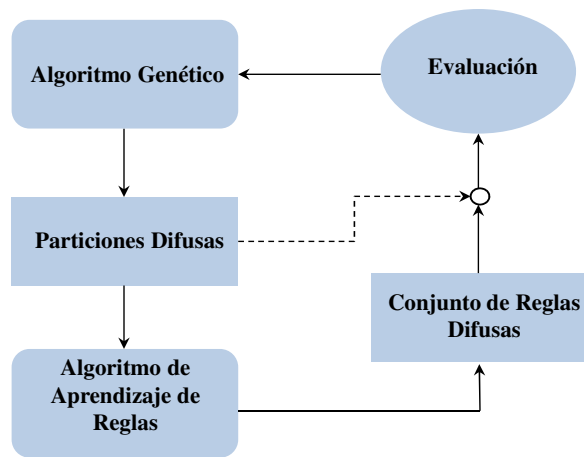 Algoritmo Genético
Evaluación
Particiones Difusas
Conjunto de Reglas
Difusas
Algoritmo de
Aprendizaje de
Reglas